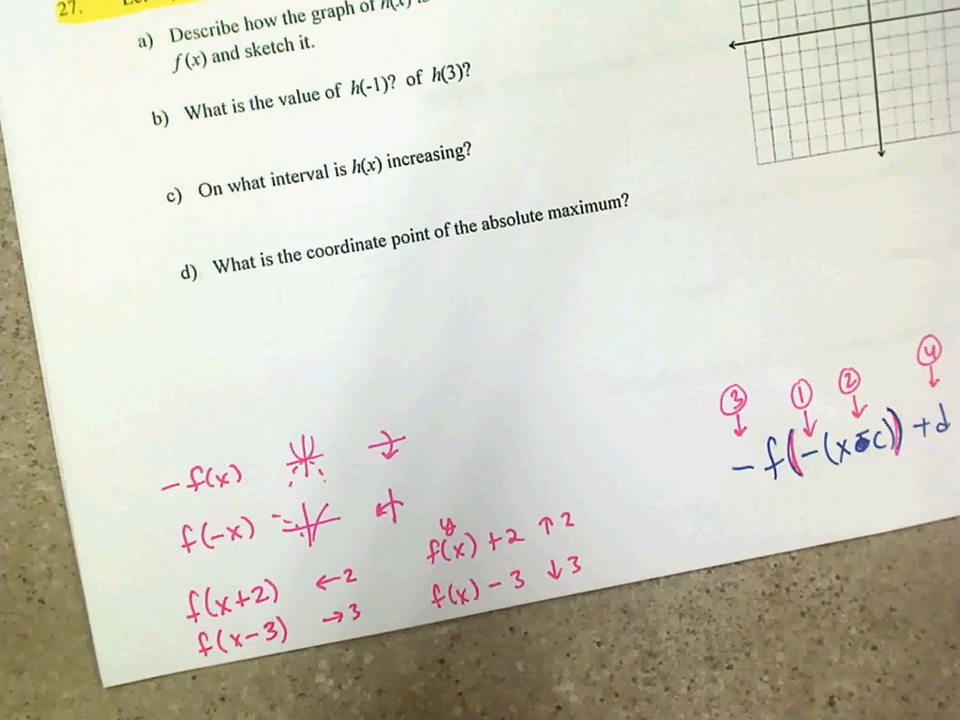 27.
a) Describe how the graph of h(x)
f(x) and sketch it.
b) What is the value of h(-1)? of h(3)?
c) On what interval is h(x) increasing?
d) What is the coordinate point of the absolute maximum?
3 1 2 4
-f(-(x-c))+d
-f(x)
f(-x)
y
f(x+2) ←2 f(x)+2 ↑2
f(x-3) →3 f(x)-3 ↓3